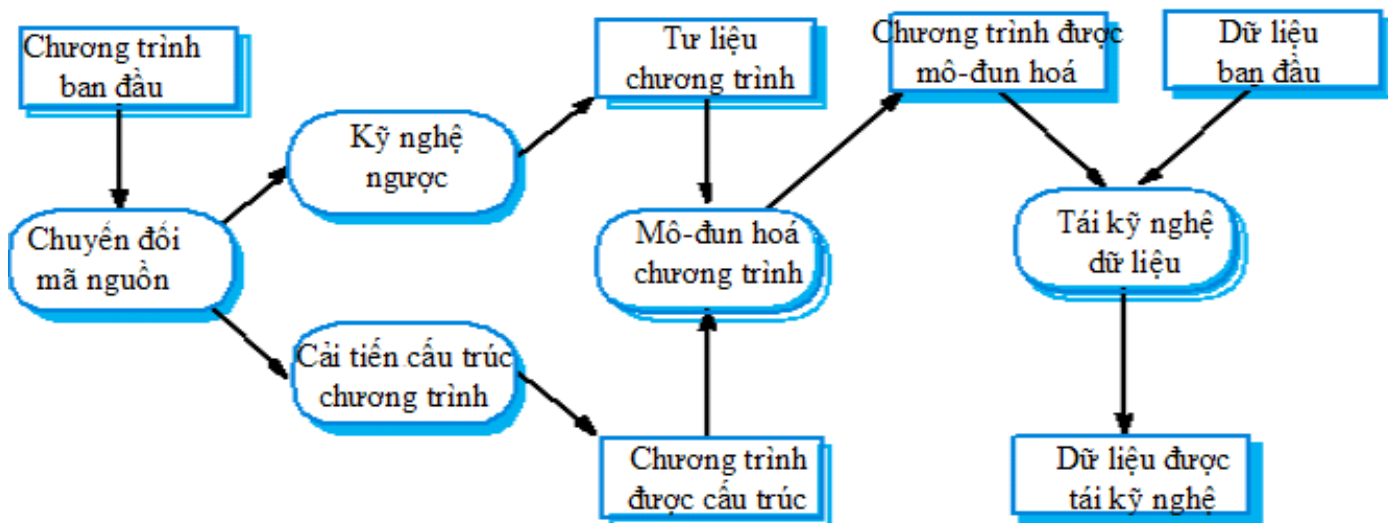 Chương trình
ban đầu
Tư liệu
chương trình
Chương trình được
mô-đun hoá
Dữ liệu
ban đầu
Kỹ nghệ
ngược
Chuyển đổi
mã nguồn
Mô-đun hoá
chương trình
Tái kỹ nghệ
dữ liệu
Cải tiến cấu trúc
chương trình
Chương trình
được cấu trúc
Dữ liệu được
tái kỹ nghệ